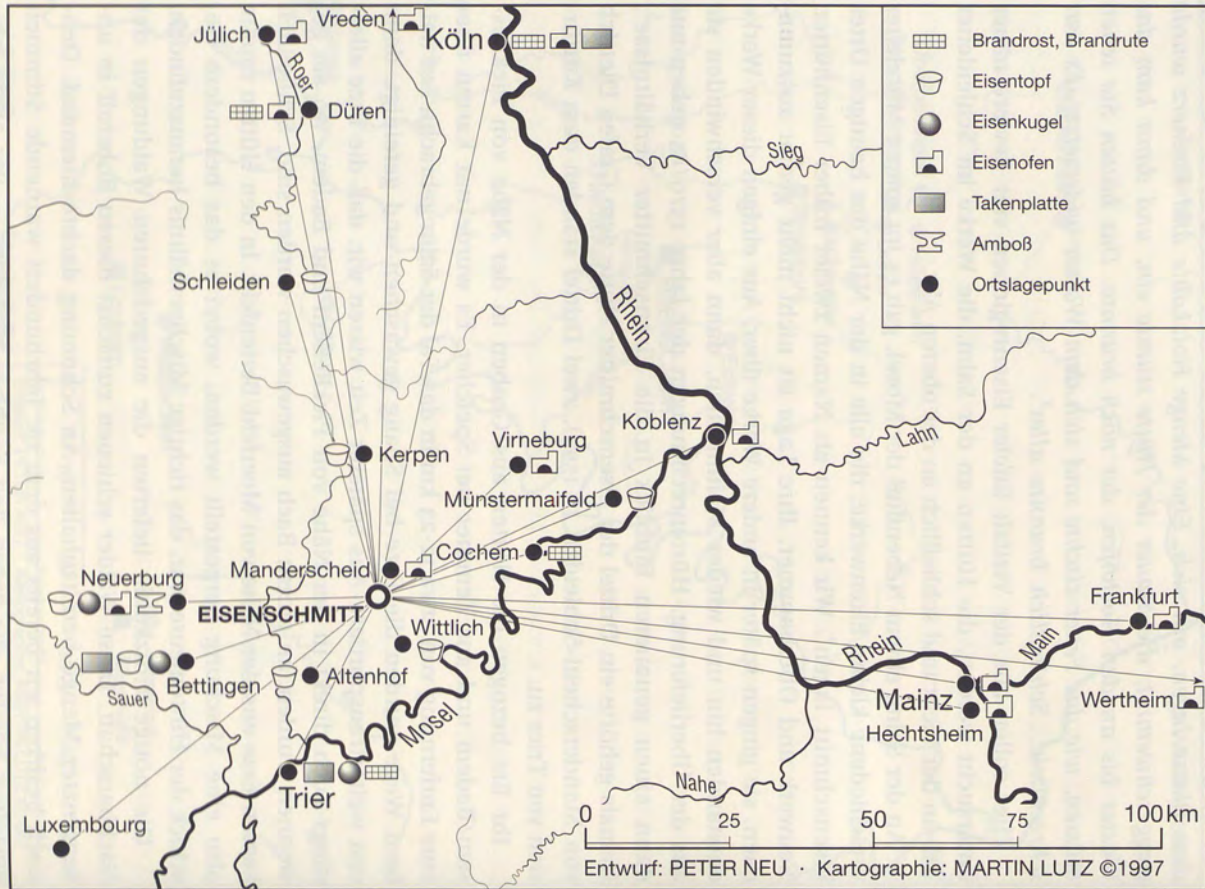 Vreden
Jülich
Köln
Roer
Düren
Sieg
Brandrost, Brandrute
Eisentopf
Eisenkugel
Eisenofen
Takenplatte
Amboß
Ortslagepunkt
Schleiden
Rhein
Koblenz
Lahn
Kerpen
Virneburg
Münstermaifeld
Cochem
Manderscheid
Neuerburg
EISENSCHMITT
Frankfurt
Wittlich
Rhein
Main
Bettingen
Altenhof
Sauer
Mosel
Mainz
Wertheim
Hechtsheim
Nahe
Trier
Luxembourg
0 25 50 75 100 km
Entwurf: PETER NEU · Kartographie: MARTIN LUTZ ©1997